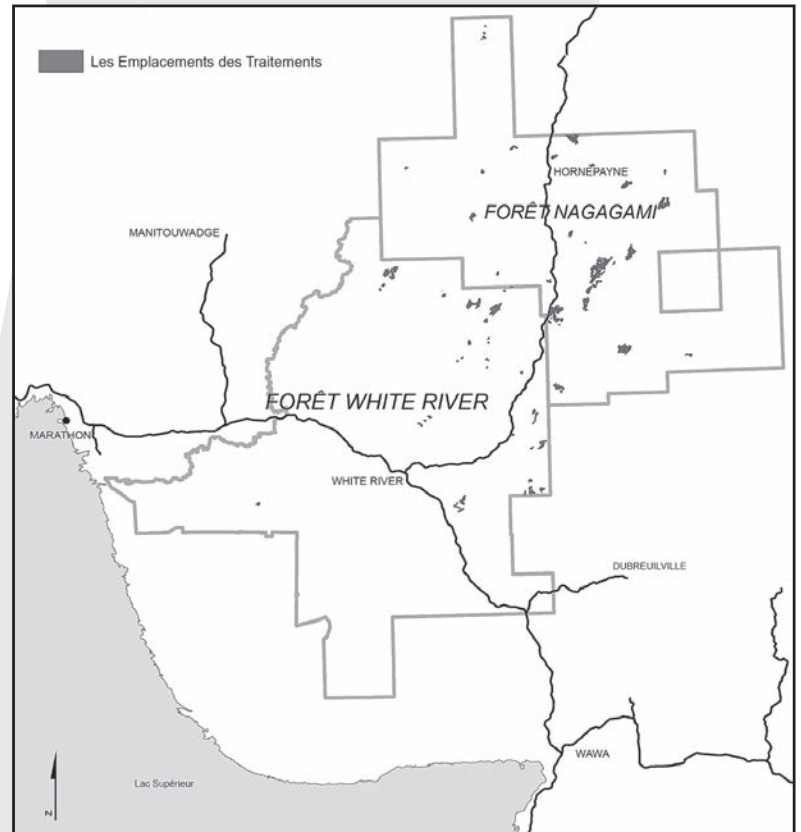 Les Emplacements des Traitements
HORNEPAYNE
FORÊT NAGAGAMI
MANITOUWADGE
FORÊT WHITE RIVER
MARATHON
WHITE RIVER
DUBREUILVILLE
WAWA
Lac Supérieur
N